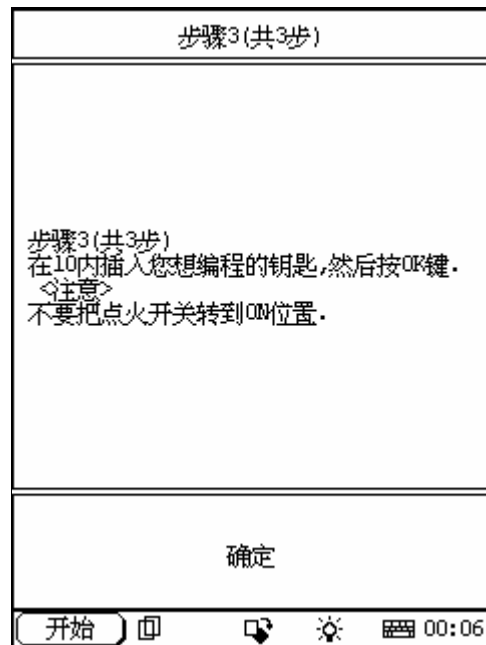 步骤3(共3步)
步骤3(共3步)
在10内插入您想编程的钥匙,然后按OK键.
<注意>
不要把点火开关转到ON位置.
确定
开始 00:06